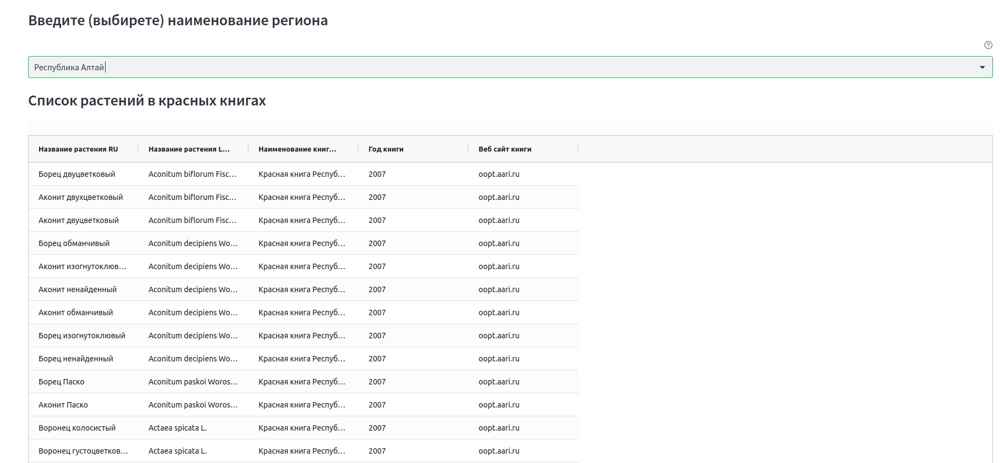 Введите (выбирете) наименование региона
Республика Алтай
Список растений в красных книгах
Название растения RU Название растения L... Наименование книг... Год книги Веб сайт книги
Борец двуцветковый Aconitum biflorum Fisc... Красная книга Респуб... 2007 oopt.aari.ru
Аконит двухцветковый Aconitum biflorum Fisc... Красная книга Респуб... 2007 oopt.aari.ru
Аконит двуцветковый Aconitum biflorum Fisc... Красная книга Респуб... 2007 oopt.aari.ru
Борец обманчивый Aconitum decipiens Wo... Красная книга Респуб... 2007 oopt.aari.ru
Аконит изогнутоклюв... Aconitum decipiens Wo... Красная книга Респуб... 2007 oopt.aari.ru
Аконит ненайденный Aconitum decipiens Wo... Красная книга Респуб... 2007 oopt.aari.ru
Аконит обманчивый Aconitum decipiens Wo... Красная книга Респуб... 2007 oopt.aari.ru
Борец изогнутоклювый Aconitum decipiens Wo... Красная книга Респуб... 2007 oopt.aari.ru
Борец ненайденный Aconitum decipiens Wo... Красная книга Респуб... 2007 oopt.aari.ru
Борец Паско Aconitum paskoi Woros... Красная книга Респуб... 2007 oopt.aari.ru
Аконит Паско Aconitum paskoi Woros... Красная книга Респуб... 2007 oopt.aari.ru
Воронец колосистый Actaea spicata L. Красная книга Респуб... 2007 oopt.aari.ru
Воронец густоцветков... Actaea spicata L. Красная книга Респуб... 2007 oopt.aari.ru